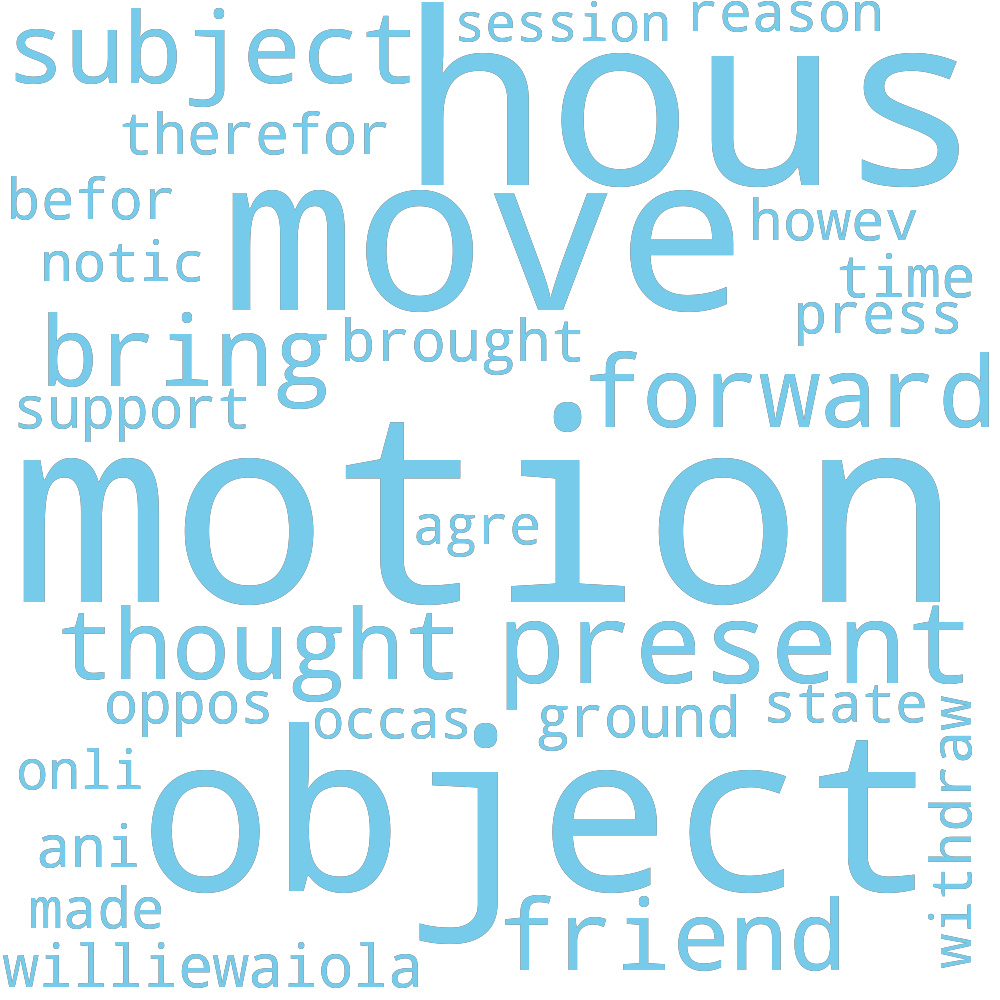 session
reason
subject
hous
therefor
befor
move
howev
notic
time
press
bring
brought
forward
support
motion
agre
thought
present
oppos
occas
ground
state
withdraw
onli
object
ani
made
friend
williewaiola